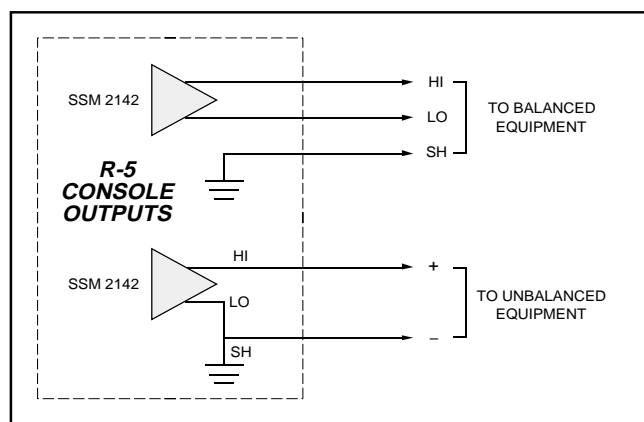 SSM 2142
HI
LO
SH
TO BALANCED
EQUIPMENT
R-5
CONSOLE
OUTPUTS
SSM 2142
HI
LO
SH
+
–
TO UNBALANCED
EQUIPMENT